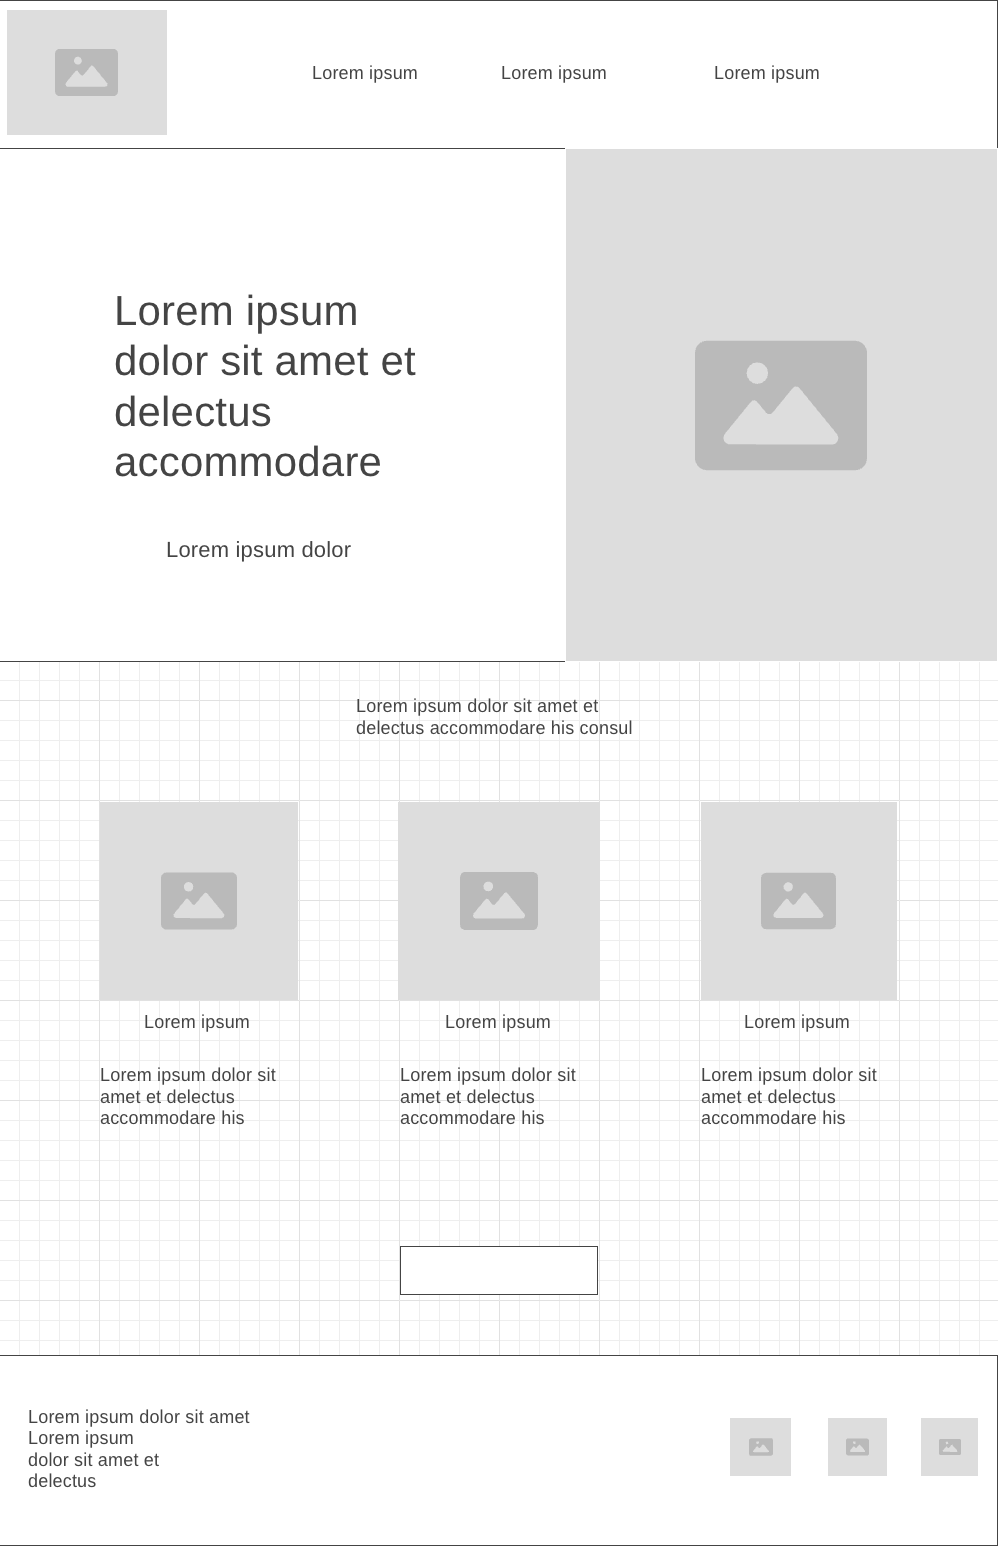 Lorem ipsum
Lorem ipsum
Lorem ipsum
Lorem ipsum
dolor sit amet et
delectus
accommodare
Lorem ipsum dolor
Lorem ipsum dolor sit amet et
delectus accommodare his consul
Lorem ipsum
Lorem ipsum
Lorem ipsum
Lorem ipsum dolor sit
amet et delectus
accommodare his
Lorem ipsum dolor sit
amet et delectus
accommodare his
Lorem ipsum dolor sit
amet et delectus
accommodare his
Lorem ipsum dolor sit amet
Lorem ipsum
dolor sit amet et
delectus